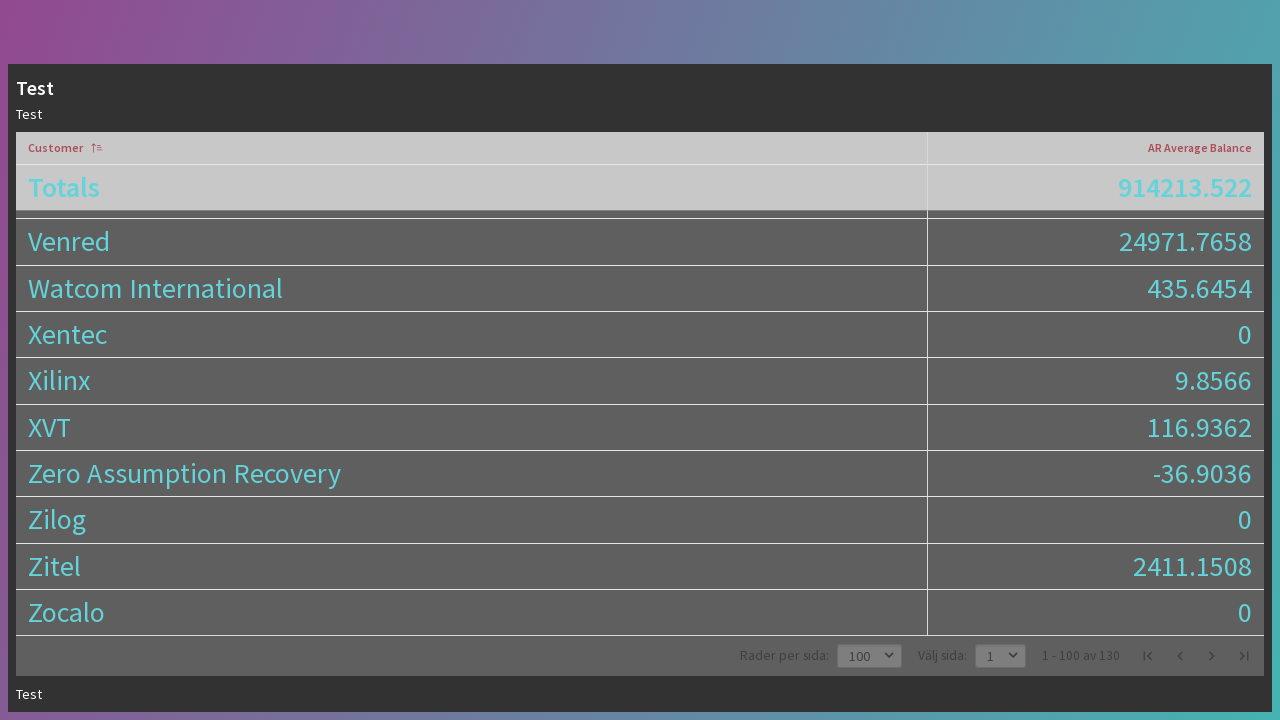 Test
Test
Customer AR Average Balance
Totals 914213.522
Venred 24971.7658
Watcom International 435.6454
Xentec 0
Xilinx 9.8566
XVT 116.9362
Zero Assumption Recovery -36.9036
Zilog 0
Zitel 2411.1508
Zocalo 0
Rader per sida: 100 Välj sida: 1 1 - 100 av 130
Test